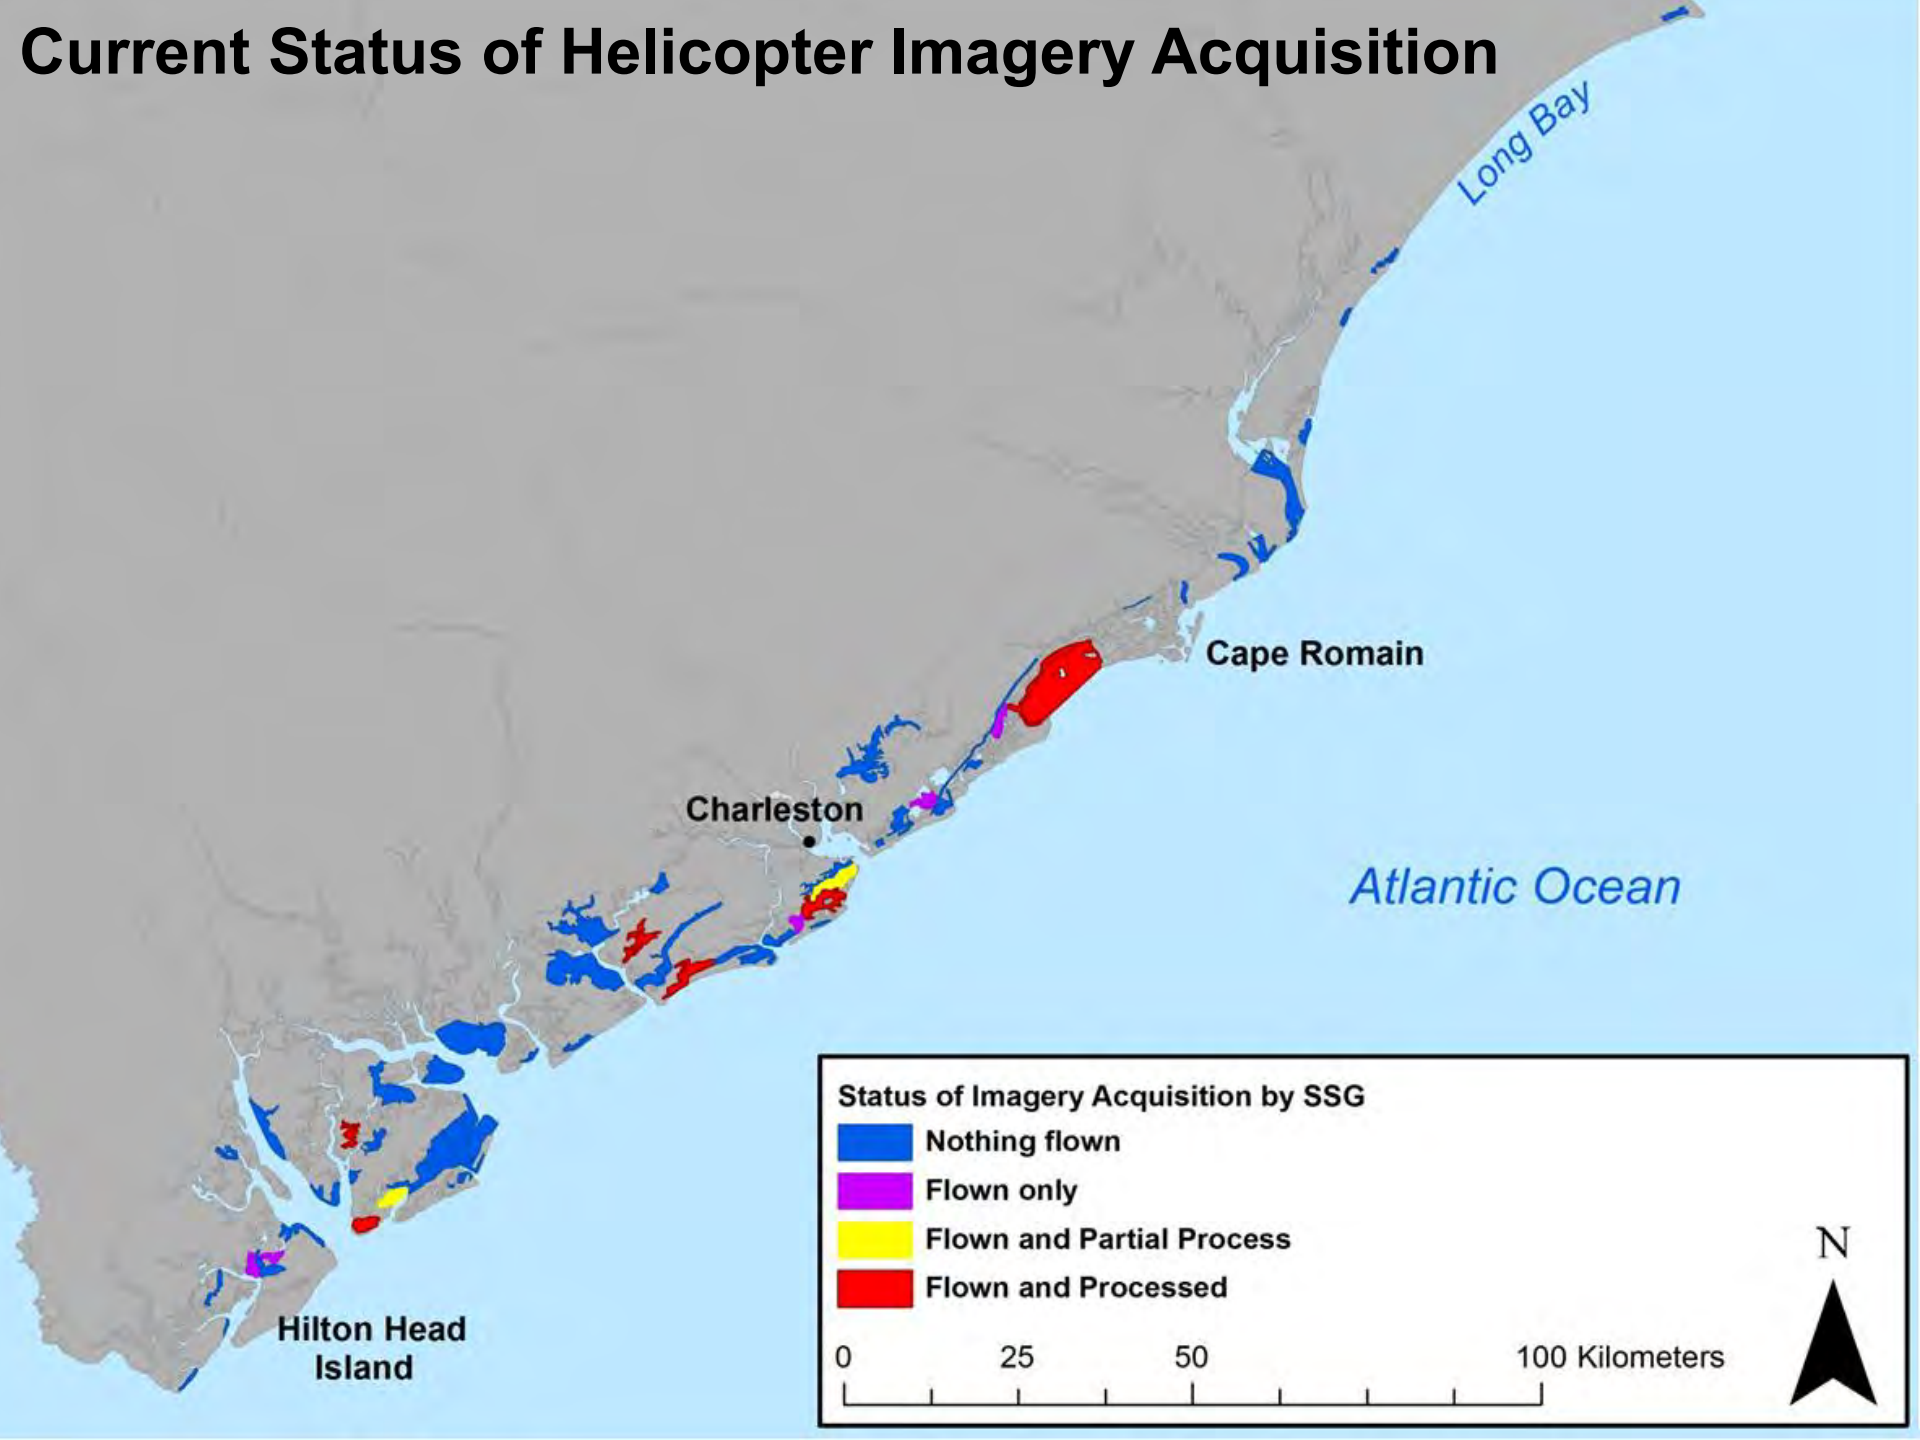 Current Status of Helicopter Imagery Acquisition
Long Bay
Cape Romain
Charleston
Atlantic Ocean
Hilton Head
Island
Status of Imagery Acquisition by SSG
Nothing flown
Flown only
Flown and Partial Process
Flown and Processed
N
0 25 50 100 Kilometers